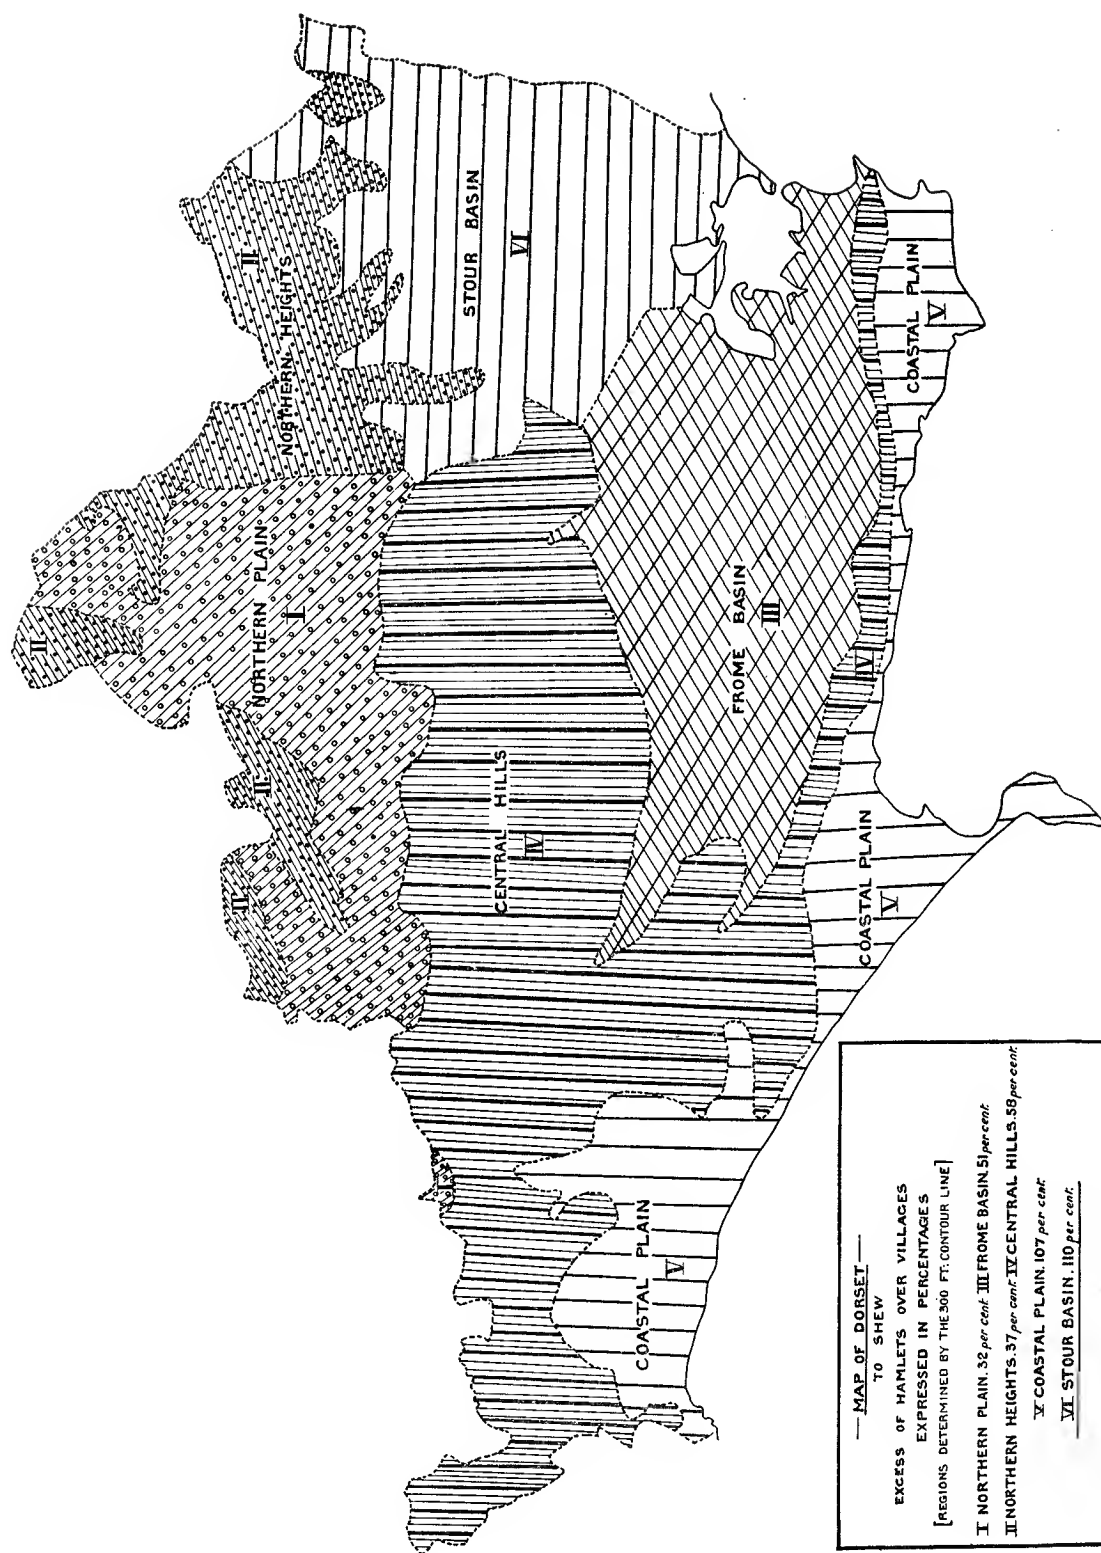 II
NORTHERN HEIGHTS
II
NORTHERN PLAIN
I
II
II
STOUR BASIN
VI
CENTRAL HILLS
IV
FROME BASIN
III
IV
COASTAL PLAIN
V
COASTAL PLAIN
V
COASTAL PLAIN
V
MAP OF DORSET
TO SHEW
EXCESS OF HAMLETS OVER VILLAGES
EXPRESSED IN PERCENTAGES
[REGIONS DETERMINED BY THE 300 FT. CONTOUR LINE]
I NORTHERN PLAIN. 32 per cent. III FROME BASIN. 51 per cent.
II NORTHERN HEIGHTS. 37 per cent. IV CENTRAL HILLS. 58 per cent.
V COASTAL PLAIN. 107 per cent.
VI STOUR BASIN. 110 per cent.